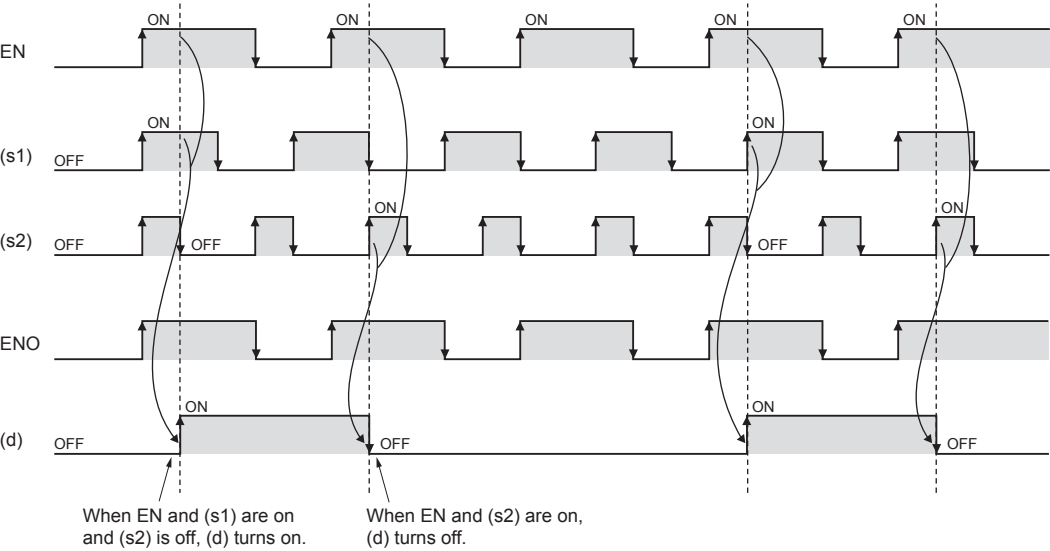 ON ON ON ON ON
EN
ON ON
(s1) OFF
ON ON
(s2) OFF OFF OFF
ENO
ON ON
(d) OFF OFF OFF
When EN and (s1) are on
and (s2) is off, (d) turns on.
When EN and (s2) are on,
(d) turns off.